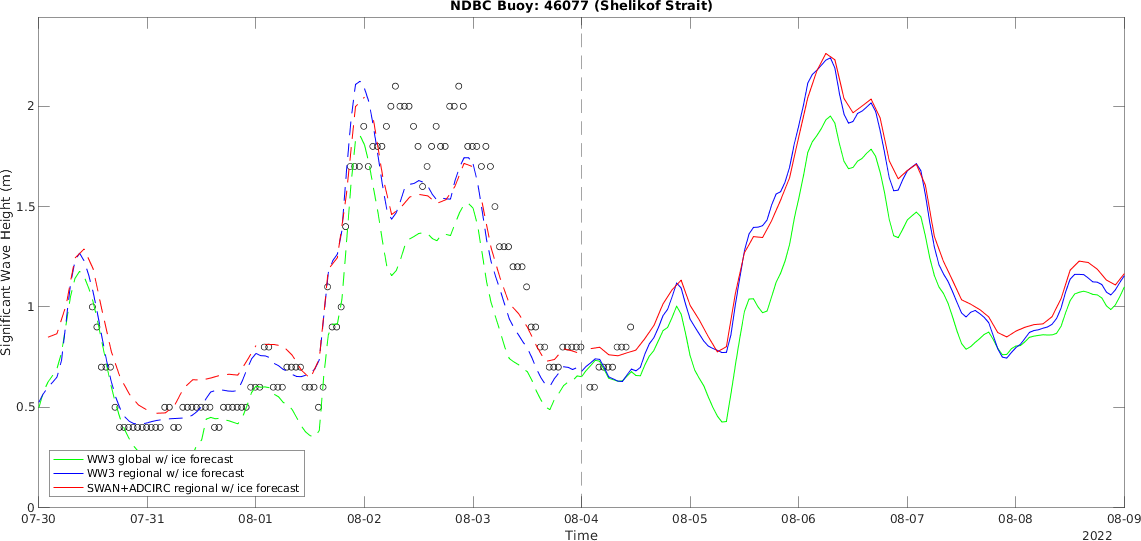 NDBC Buoy: 46077 (Shelikof Strait)
Significant Wave Height (m)
2
1.5
1
0.5
0
WW3 global w/ ice forecast
WW3 regional w/ ice forecast
SWAN+ADCIRC regional w/ ice forecast
07-30 07-31 08-01 08-02 08-03 08-04 08-05 08-06 08-07 08-08 08-09
Time
2022